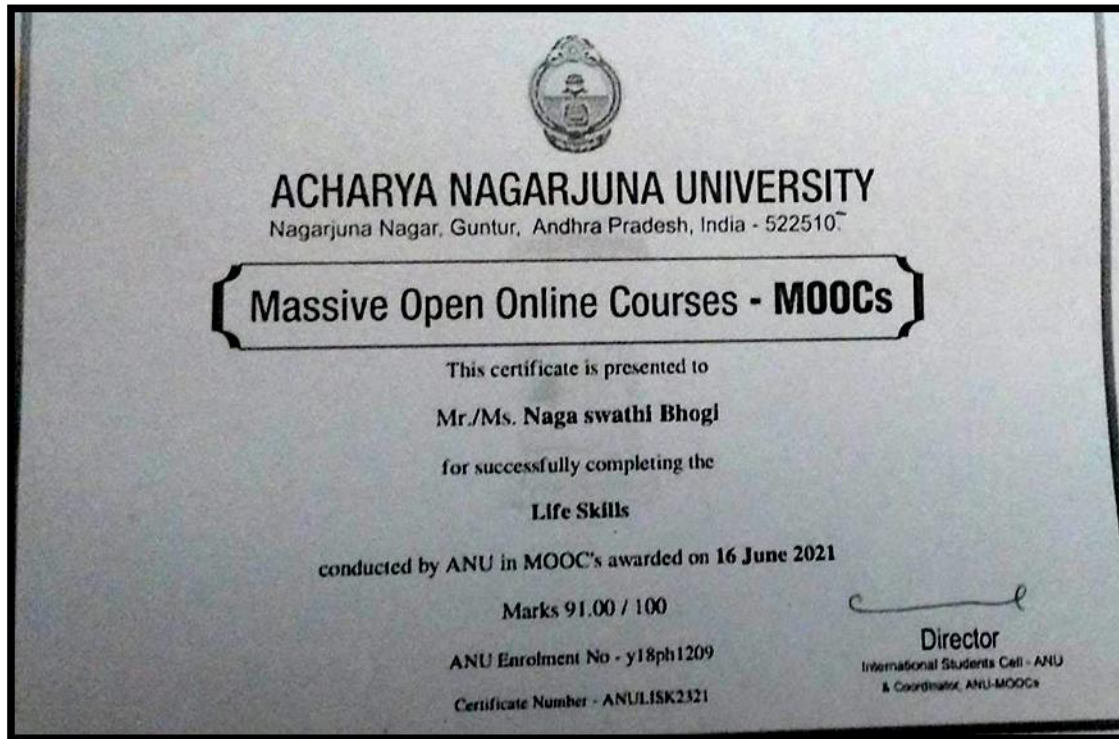 ACHARYA NAGARJUNA UNIVERSITY
Nagarjuna Nagar, Guntur, Andhra Pradesh, India - 522510.
Massive Open Online Courses - MOOCs
This certificate is presented to
Mr./Ms. Naga swathi Bhogi
for successfully completing the
Life Skills
conducted by ANU in MOOC's awarded on 16 June 2021
Marks 91.00 / 100
ANU Enrolment No - y18ph1209
Certificate Number - ANULISK2321
Director
International Students Cell - ANU
& Coordinator, ANU-MOOCs